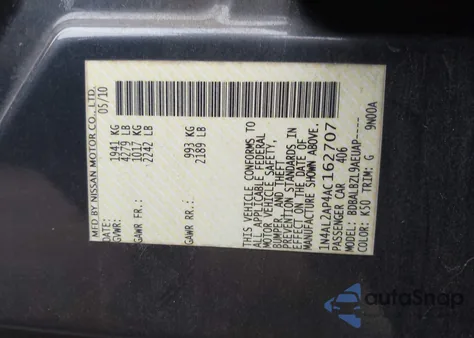 MFD BY NISSAN MOTOR CO., LTD.
DATE: 05/10
GVWR: 1941 KG
4279 LB
GAWR FR.: 1017 KG
2242 LB
GAWR RR.: 993 KG
2189 LB
THIS VEHICLE CONFORMS TO
ALL APPLICABLE FEDERAL
MOTOR VEHICLE SAFETY,
BUMPER, AND THEFT
PREVENTION STANDARDS IN
EFFECT ON THE DATE OF
MANUFACTURE SHOWN ABOVE.
1N4AL2AP4AC162707
PASSENGER CAR 406
MODEL: BDBALBZL9AEUAP----
COLOR: K50 TRIM: G 9N00A
autoSnap